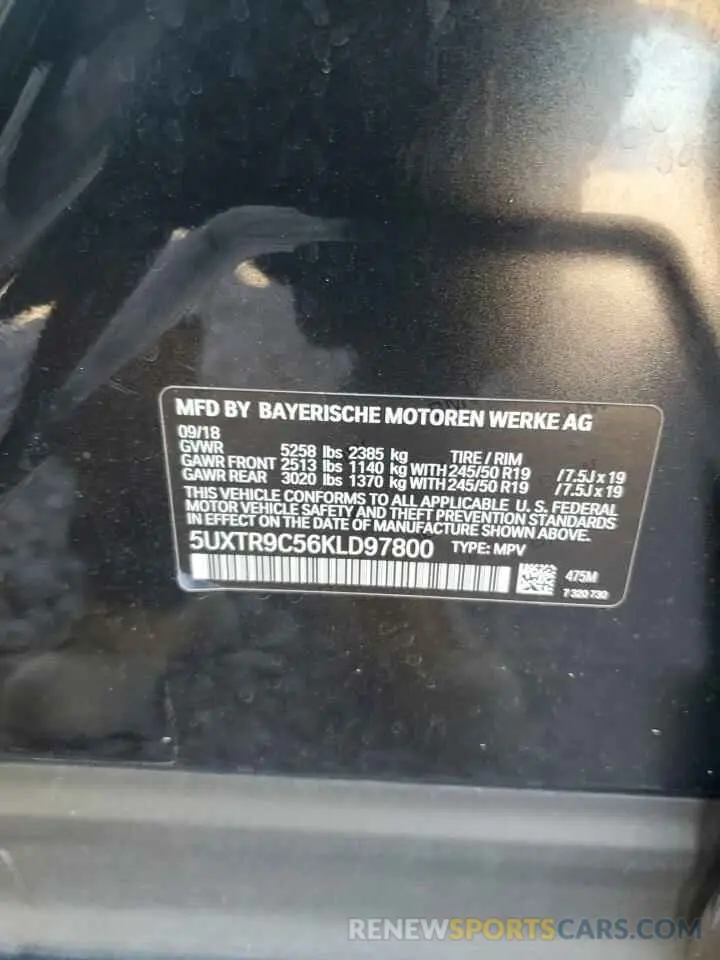 MFD BY BAYERISCHE MOTOREN WERKE AG
09/18
GVWR 5258 lbs 2385 kg TIRE / RIM
GAWR FRONT 2513 lbs 1140 kg WITH 245/50 R19 /7.5J x 19
GAWR REAR 3020 lbs 1370 kg WITH 245/50 R19 /7.5J x 19
THIS VEHICLE CONFORMS TO ALL APPLICABLE U. S. FEDERAL
MOTOR VEHICLE SAFETY AND THEFT PREVENTION STANDARDS
IN EFFECT ON THE DATE OF MANUFACTURE SHOWN ABOVE.
5UXTR9C56KLD97800 TYPE: MPV
475M
7 320 730
RENEWSPORTSCARS.COM